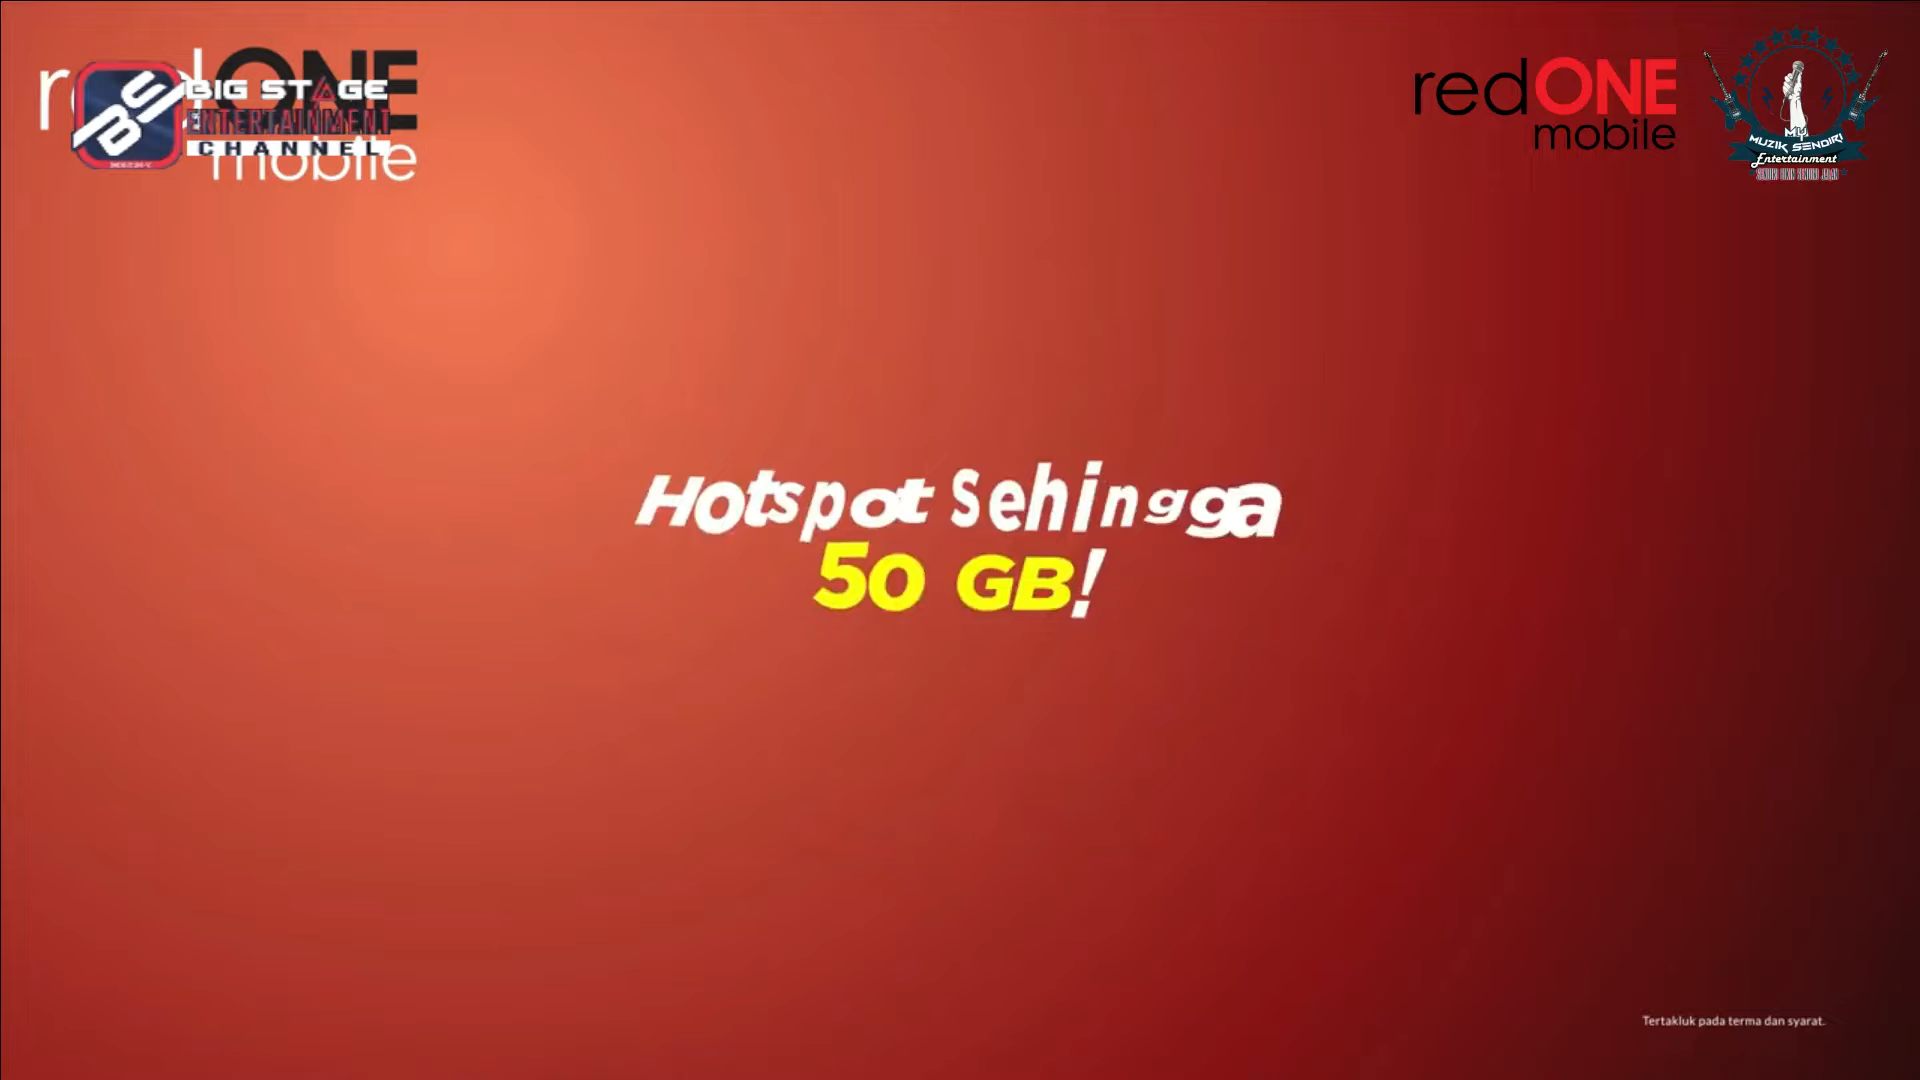 redONE
mobile
BIG STAGE
ENTERTAINMENT
CHANNEL
redONE
mobile
MY
MUZIK SENDIRI
Entertainment
Hotspot Sehingga
50 GB!
Tertakluk pada terma dan syarat.